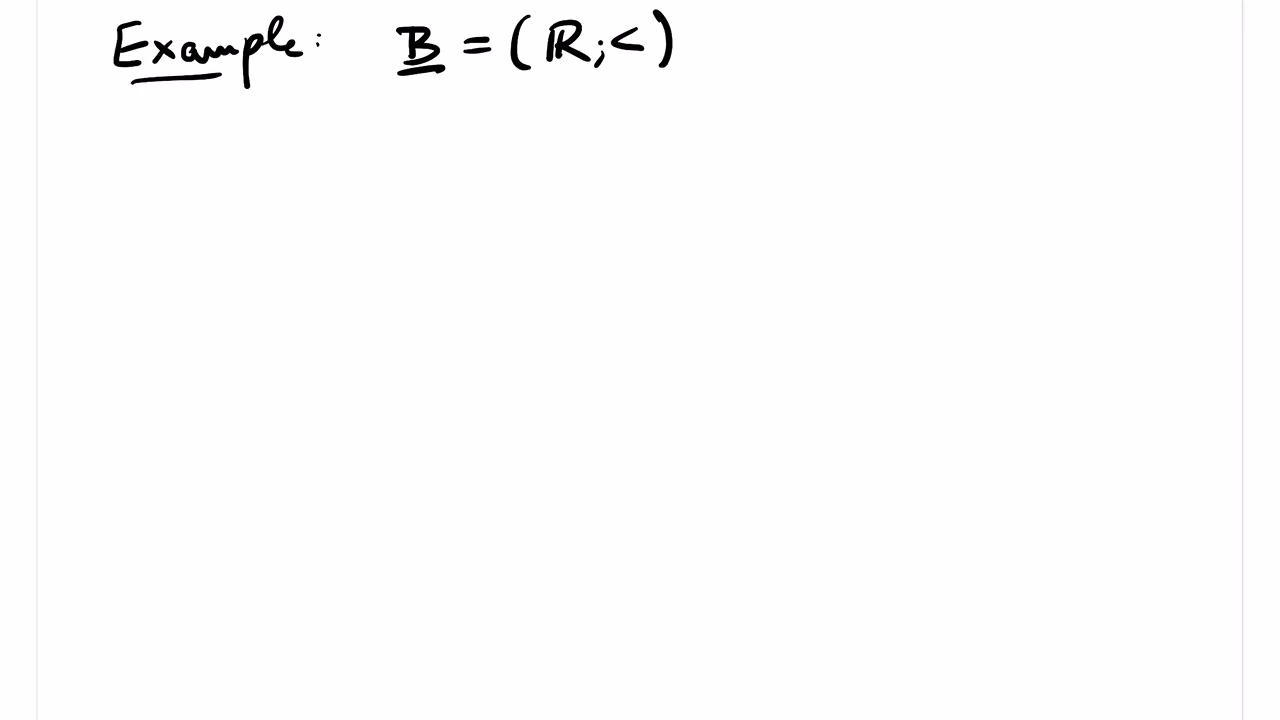 Example: B = (ℝ; <)